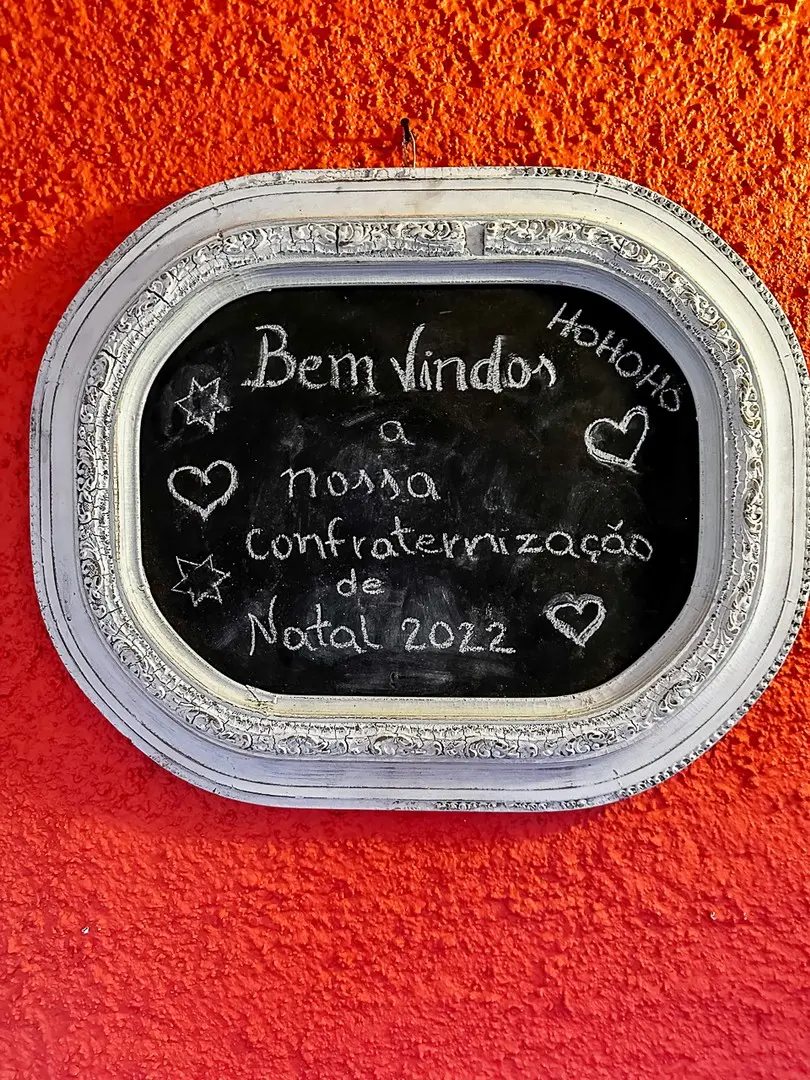 HoHoHo
Bem Vindos
a
nossa
confraternização
de
Natal 2022